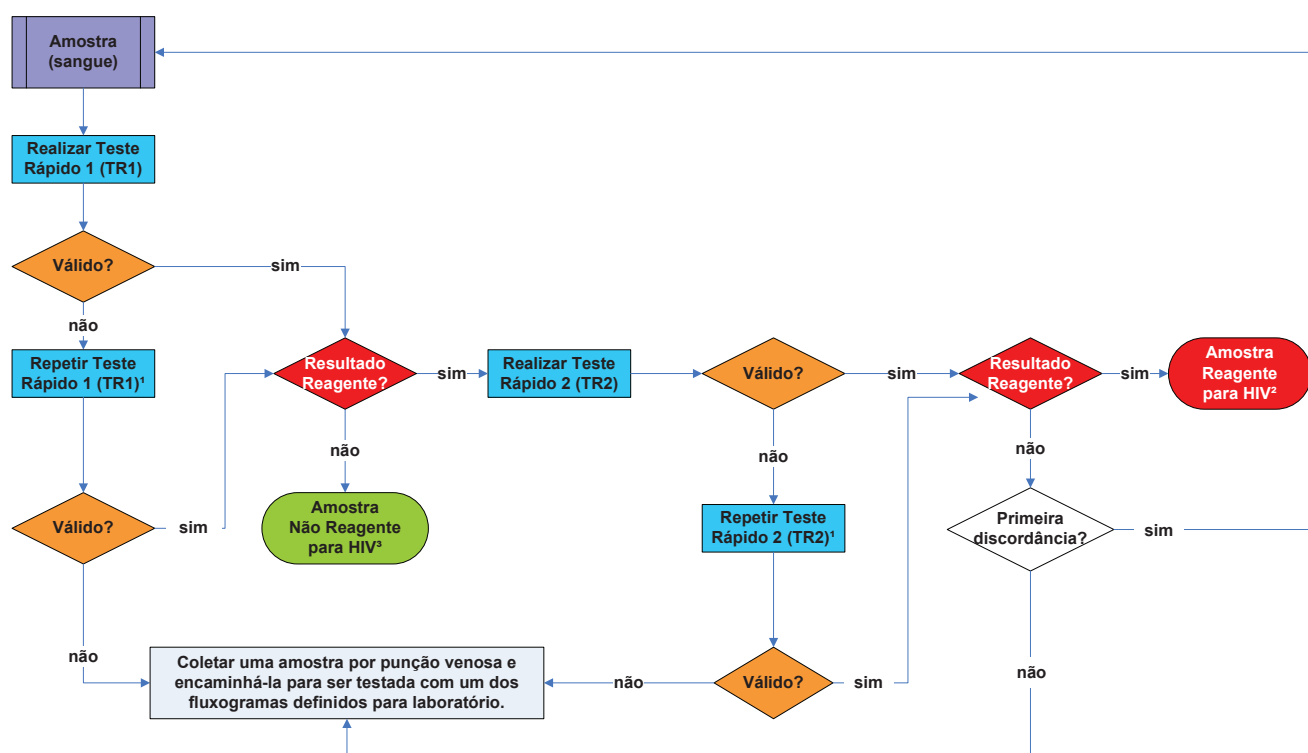 Amostra
(sangue)
Realizar Teste
Rápido 1 (TR1)
Válido?
sim
não
Repetir Teste
Rápido 1 (TR1)¹
Válido?
sim
não
Resultado
Reagente?
sim
não
Amostra
Não Reagente
para HIV³
Realizar Teste
Rápido 2 (TR2)
Válido?
sim
não
Repetir Teste
Rápido 2 (TR2)¹
Válido?
sim
não
Resultado
Reagente?
sim
não
Amostra
Reagente
para HIV²
Primeira
discordância?
sim
não
Coletar uma amostra por punção venosa e
encaminhá-la para ser testada com um dos
fluxogramas definidos para laboratório.